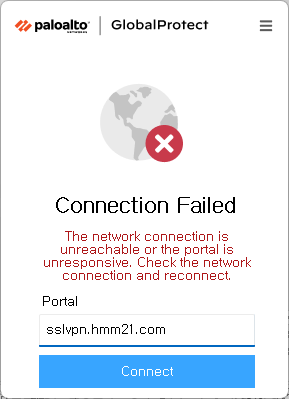 paloalto GlobalProtect
NETWORKS
Connection Failed
The network connection is
unreachable or the portal is
unresponsive. Check the network
connection and reconnect.
Portal
sslvpn.hmm21.com
Connect